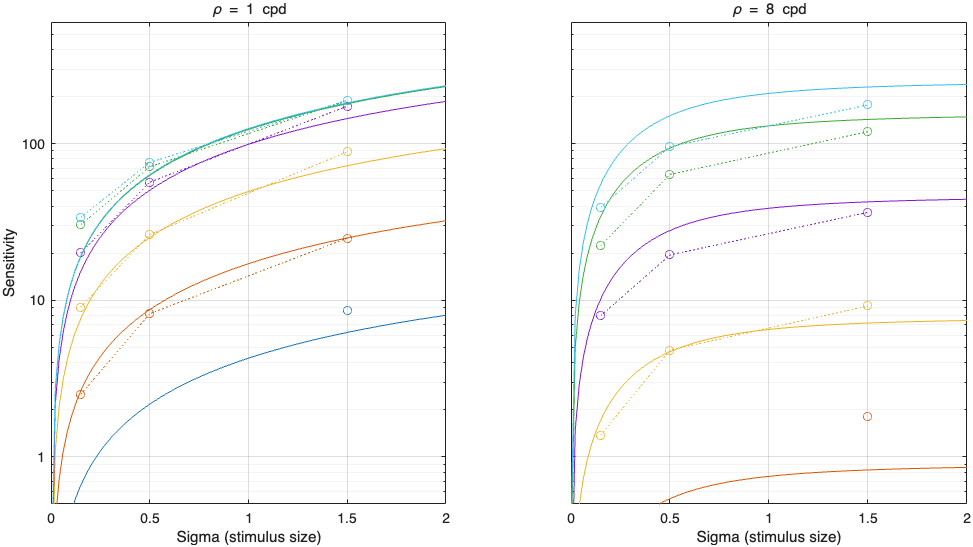 ρ = 1 cpd
ρ = 8 cpd
Sensitivity
100
10
1
0 0.5 1 1.5 2
0 0.5 1 1.5 2
Sigma (stimulus size)
Sigma (stimulus size)